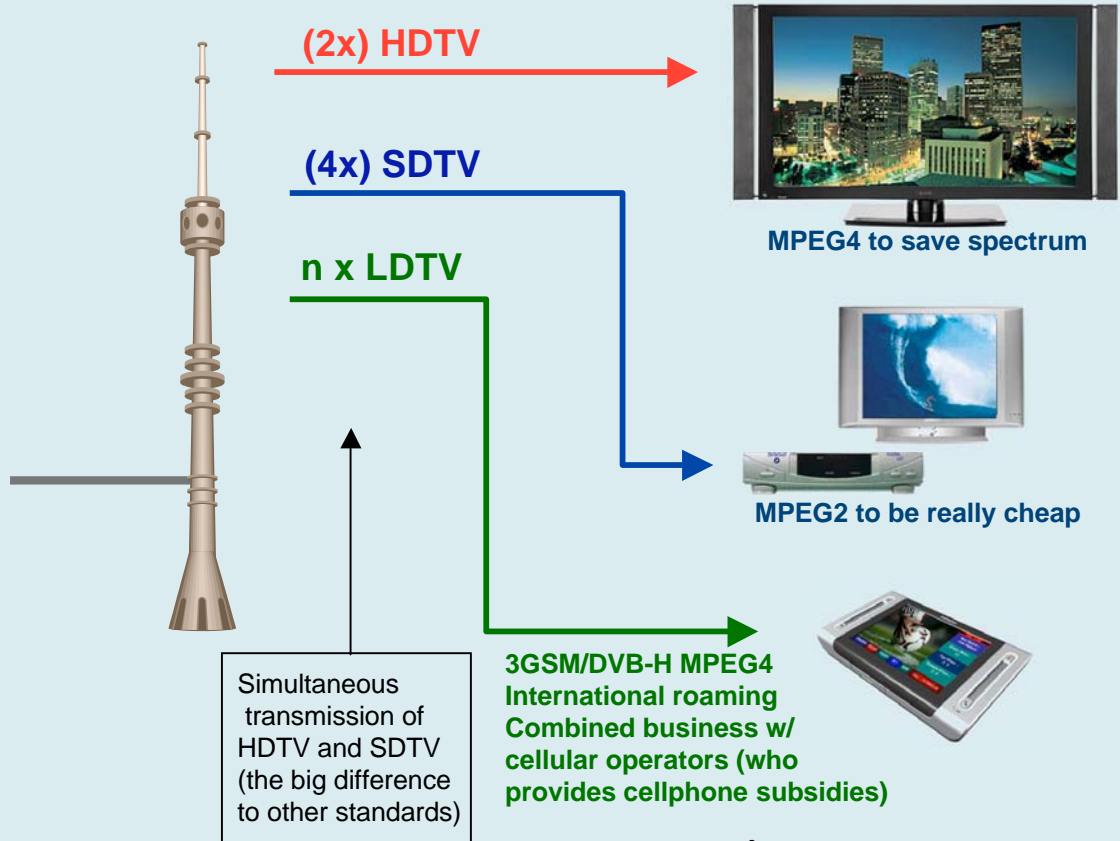 (2x) HDTV
MPEG4 to save spectrum
(4x) SDTV
MPEG2 to be really cheap
n x LDTV
3GSM/DVB-H MPEG4
International roaming
Combined business w/
cellular operators (who
provides cellphone subsidies)
Simultaneous
transmission of
HDTV and SDTV
(the big difference
to other standards)